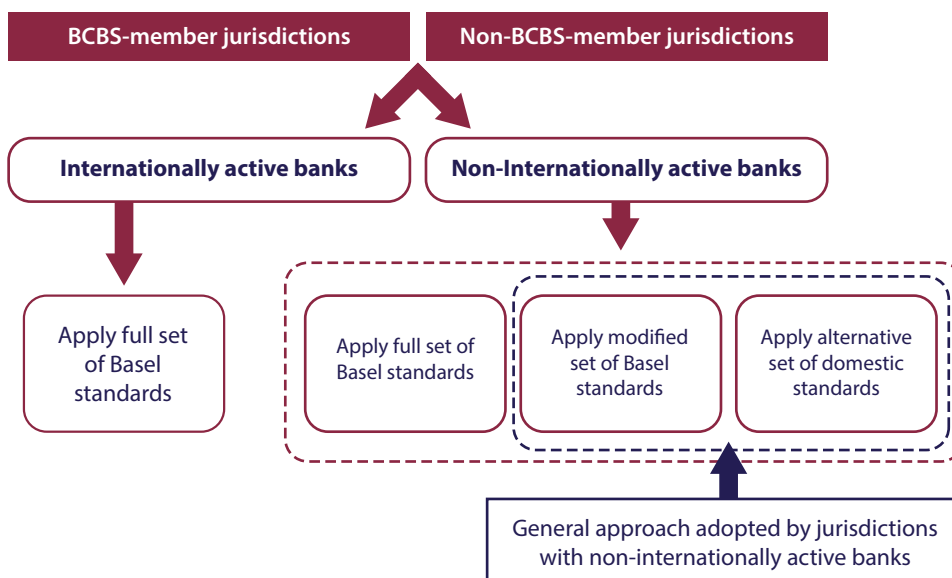 BCBS-member jurisdictions
Non-BCBS-member jurisdictions
Internationally active banks
Non-Internationally active banks
Apply full set
of Basel
standards
Apply full set of
Basel standards
Apply modified
set of Basel
standards
Apply alternative
set of domestic
standards
General approach adopted by jurisdictions
with non-internationally active banks